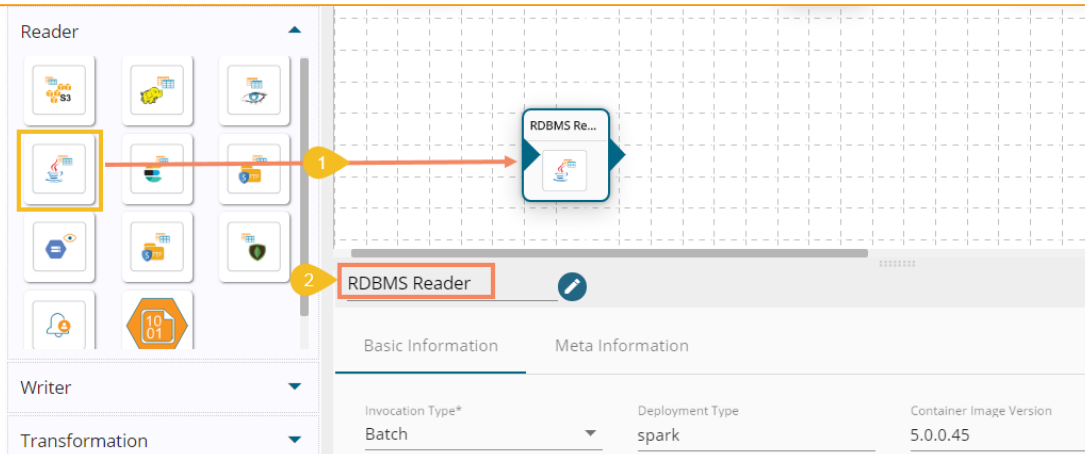 Reader
S3
RDBMS Re...
1
2
RDBMS Reader
10
01
Basic Information
Meta Information
Writer
Invocation Type*
Deployment Type
Container Image Version
Batch
spark
5.0.0.45
Transformation